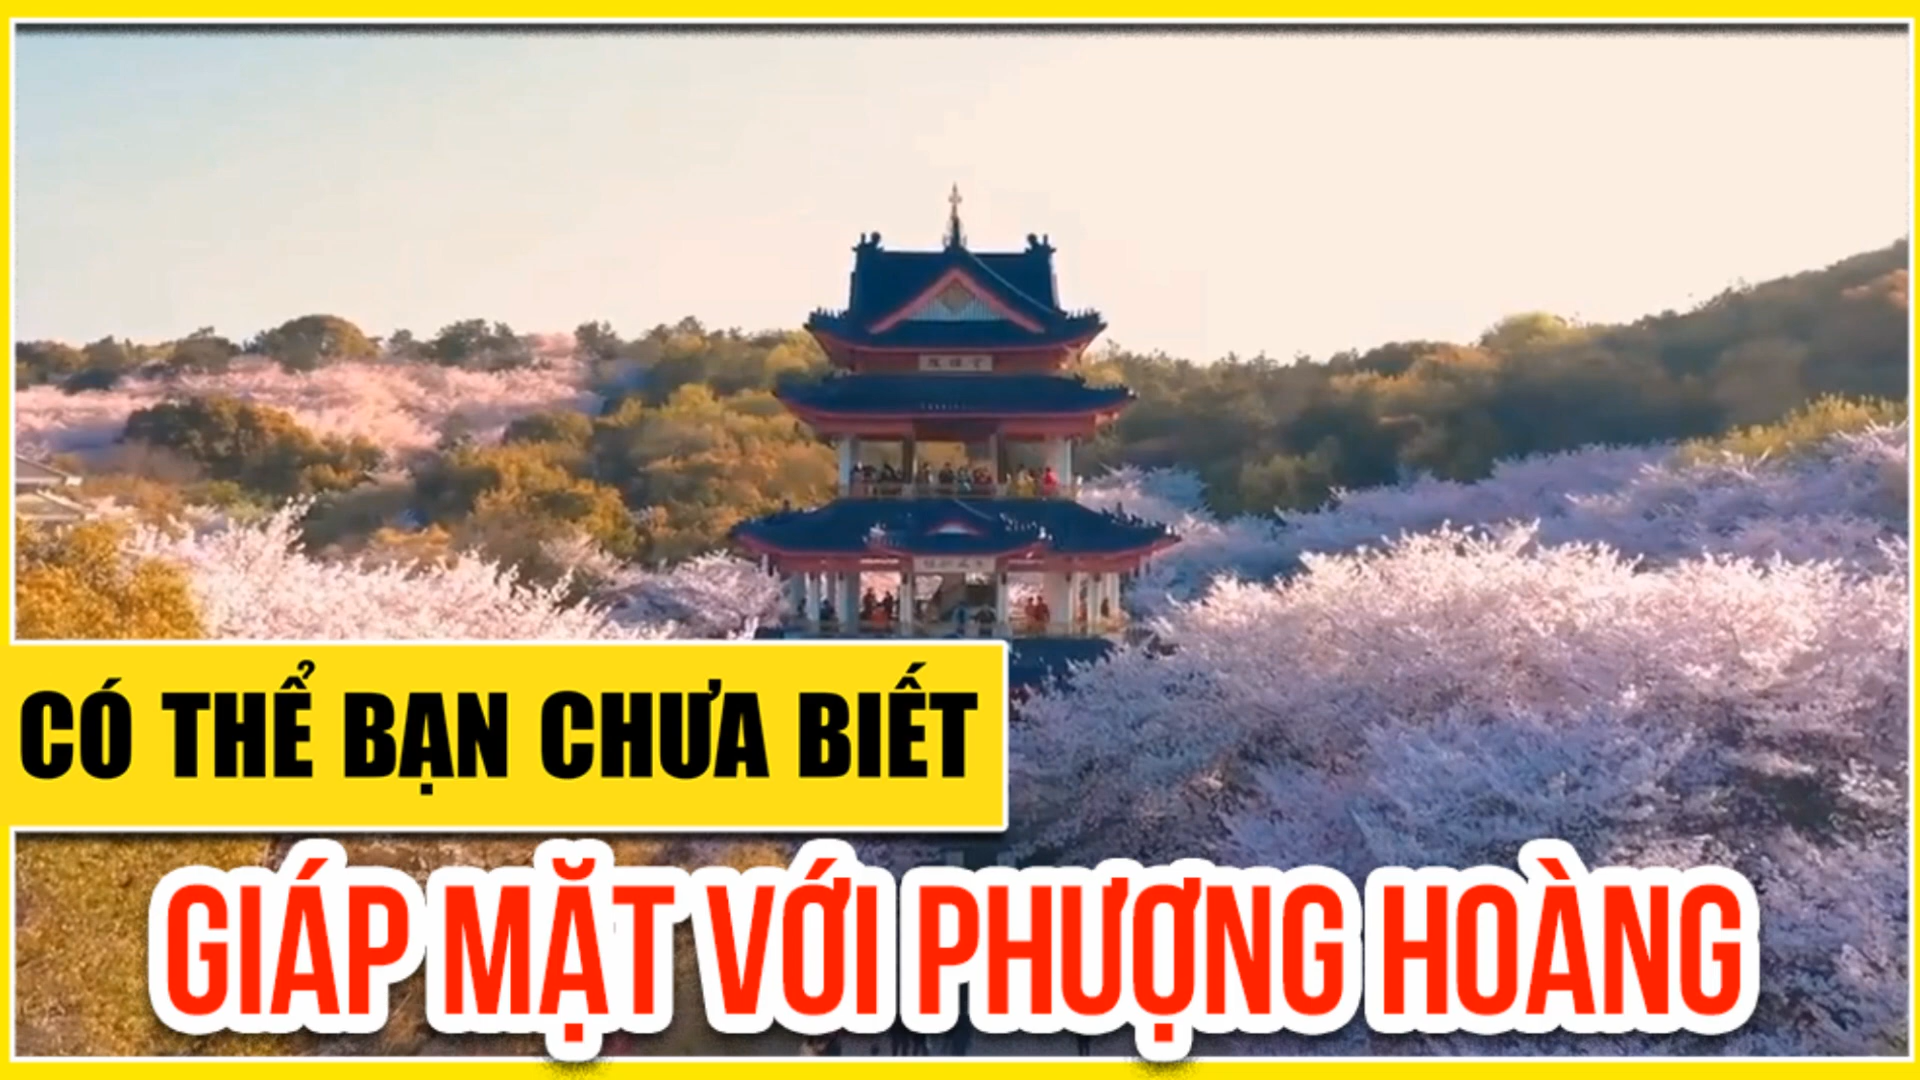 CÓ THỂ BẠN CHƯA BIẾT
GIÁP MẶT VỚI PHƯỢNG HOÀNG